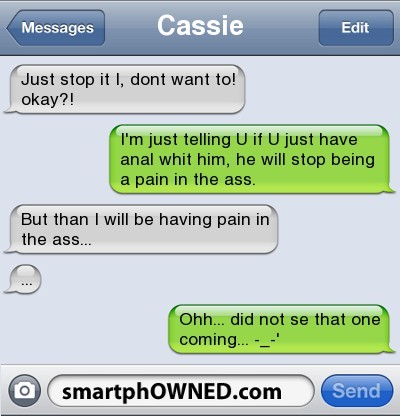 Messages
Cassie
Edit
Just stop it I, dont want to!
okay?!
I'm just telling U if U just have
anal whit him, he will stop being
a pain in the ass.
But than I will be having pain in
the ass...
...
Ohh... did not se that one
coming... -_-'
smartphOWNED.com
Send